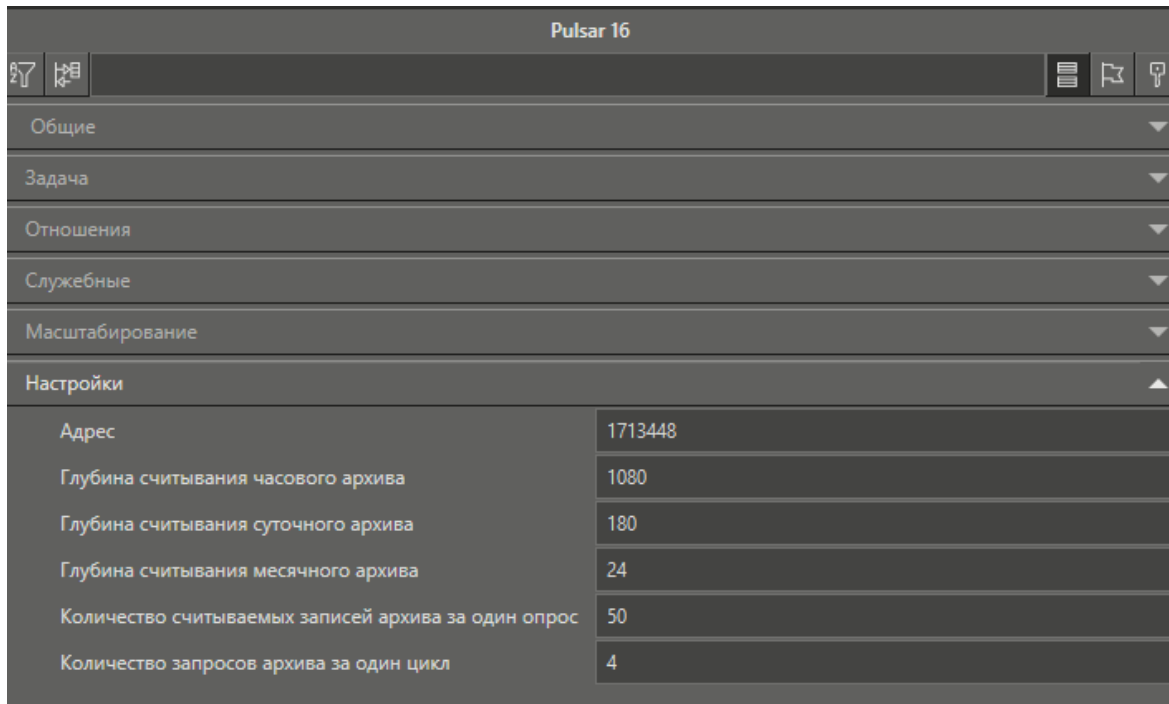 Pulsar 16
Общие
Задача
Отношения
Служебные
Масштабирование
Настройки
Адрес 1713448
Глубина считывания часового архива 1080
Глубина считывания суточного архива 180
Глубина считывания месячного архива 24
Количество считываемых записей архива за один опрос 50
Количество запросов архива за один цикл 4